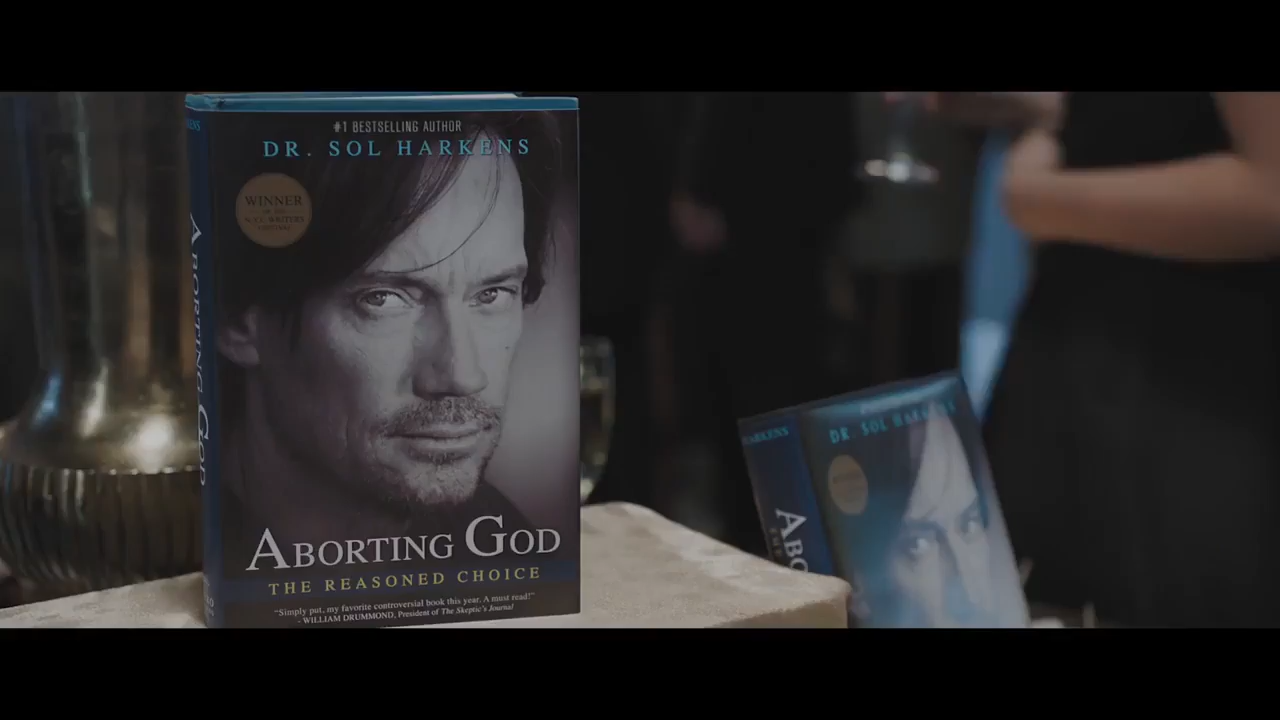 #1 BESTSELLING AUTHOR
DR. SOL HARKENS
WINNER
ABORTING GOD
THE REASONED CHOICE
"Simply put, my favorite controversial book this year. A must read!"
- WILLIAM DRUMMOND, President of The Skeptic's Journal
ABORTING GOD
DR. SOL HARKENS
HARKENS
ABO